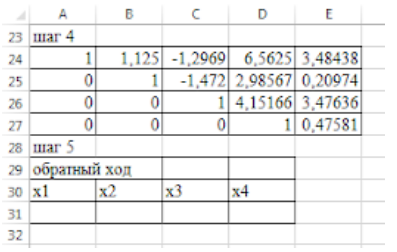 A B C D E
23 шаг 4
24 1 1,125 -1,2969 6,5625 3,48438
25 0 1 -1,472 2,98567 0,20974
26 0 0 1 4,15166 3,47636
27 0 0 0 1 0,47581
28 шаг 5
29 обратный ход
30 x1 x2 x3 x4
31
32